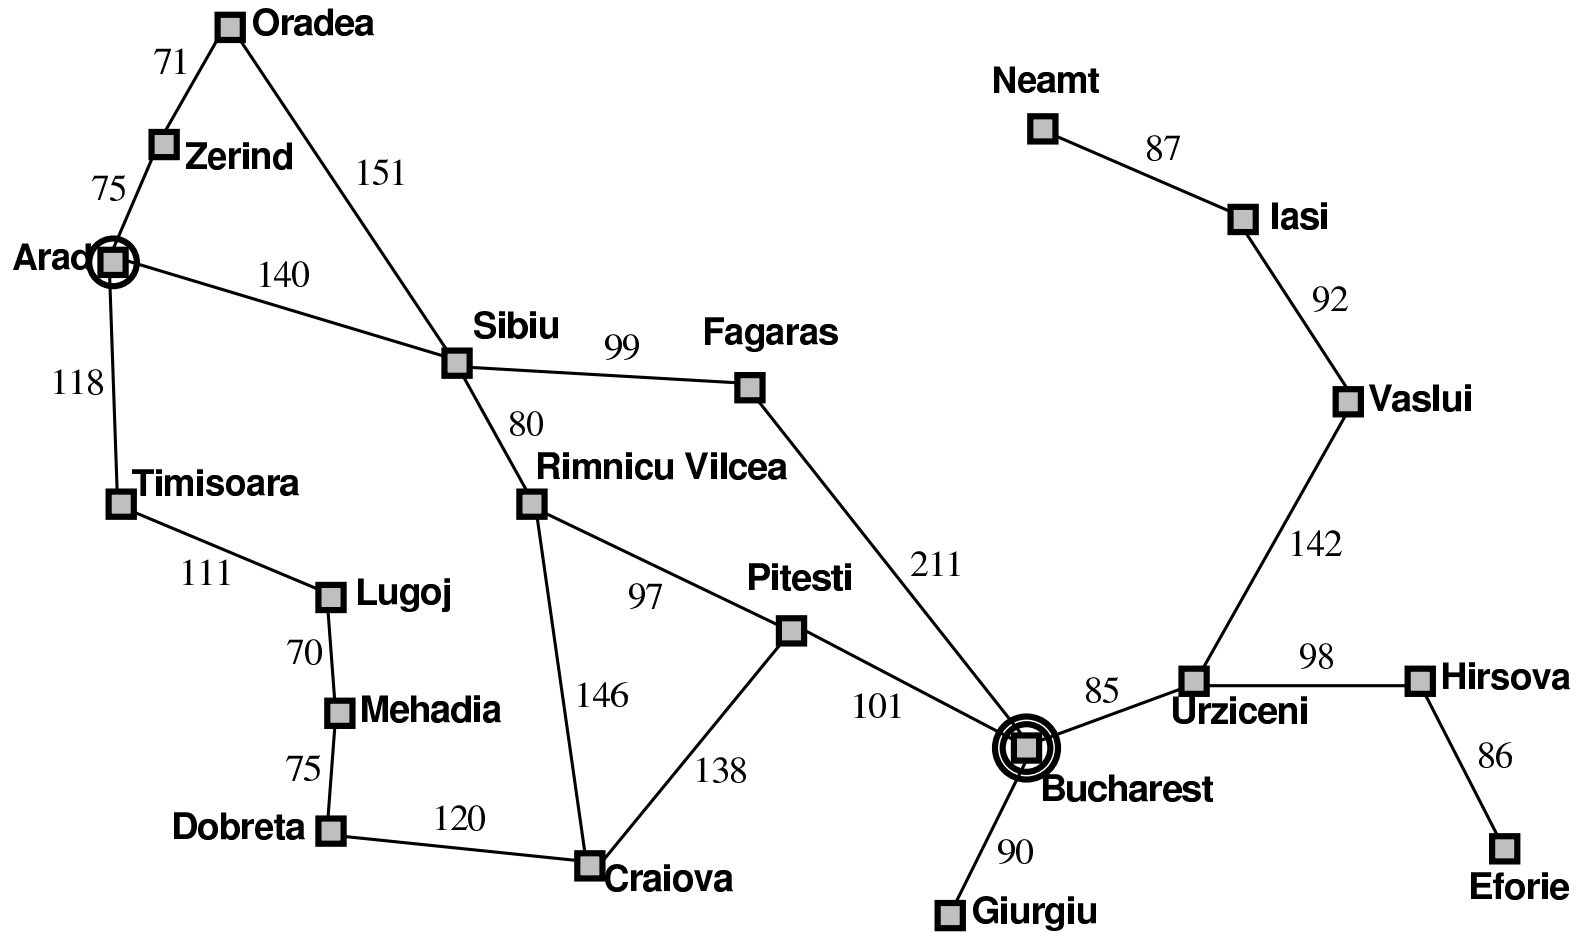 Oradea
71
Neamt
87
Zerind
151
75
Iasi
Arad
140
92
Sibiu
Fagaras
99
118
Vaslui
80
Rimnicu Vilcea
Timisoara
142
211
111
Pitesti
97
Lugoj
70
98
Hirsova
146
101
85
Mehadia
Urziceni
86
75
138
Bucharest
Dobreta
120
90
Craiova
Eforie
Giurgiu